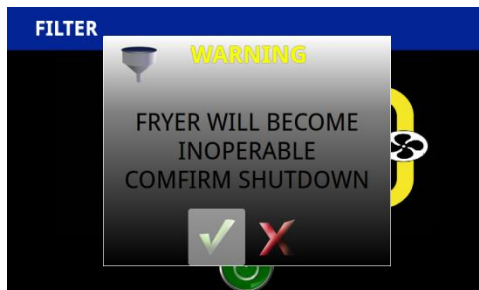 FILTER
WARNING
FRYER WILL BECOME
INOPERABLE
COMFIRM SHUTDOWN